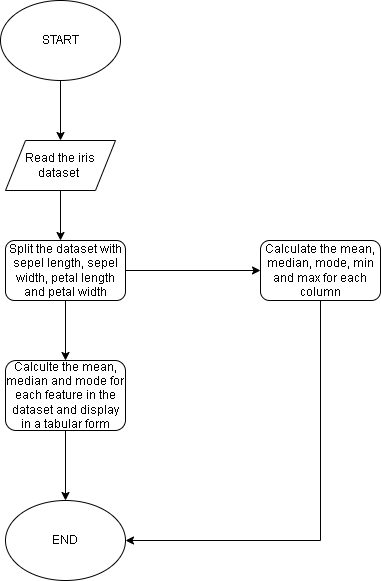 START
Read the iris
dataset
Split the dataset with
sepel length, sepel
width, petal length
and petal width
Calculate the mean,
median, mode, min
and max for each
column
Calculte the mean,
median and mode for
each feature in the
dataset and display
in a tabular form
END